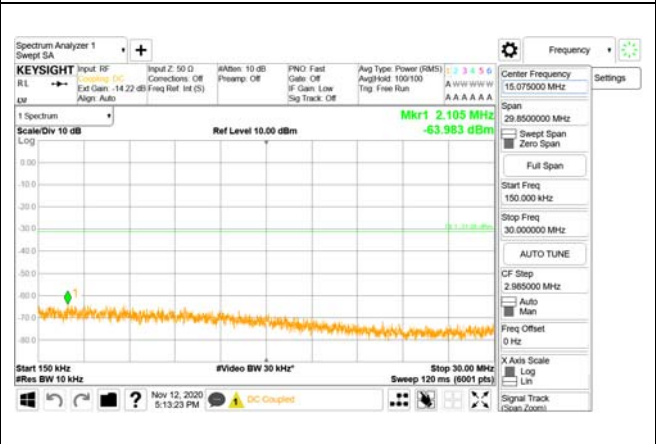 Spectrum Analyzer 1
Swept SA
Frequency
KEYSIGHT
RL
Input: RF
Coupling: DC
Ext Gain: -14.22 dB
Align: Auto
Input Z: 50 Ω
Corrections: Off
Freq Ref: Int (S)
#Atten: 10 dB
Preamp: Off
PNO: Fast
Gate: Off
IF Gain: Low
Sig Track: Off
Avg Type: Power (RMS)
Avg|Hold: 100/100
Trig: Free Run
1 2 3 4 5 6
A W W W W W
A A A A A A
1 Spectrum
Scale/Div 10 dB
Log
Ref Level 10.00 dBm
Mkr1 2.105 MHz
-63.983 dBm
0.00
-10.0
-20.0
-30.0
-40.0
-50.0
-60.0
-70.0
-80.0
1
Start 150 kHz
#Res BW 10 kHz
#Video BW 30 kHz*
Stop 30.00 MHz
Sweep 120 ms (6001 pts)
Nov 12, 2020
5:13:23 PM
DC Coupled
Settings
Center Frequency
15.075000 MHz
Span
29.8500000 MHz
Swept Span
Zero Span
Full Span
Start Freq
150.000 kHz
Stop Freq
30.000000 MHz
AUTO TUNE
CF Step
2.985000 MHz
Auto
Man
Freq Offset
0 Hz
X Axis Scale
Log
Lin
Signal Track
(Span Zoom)